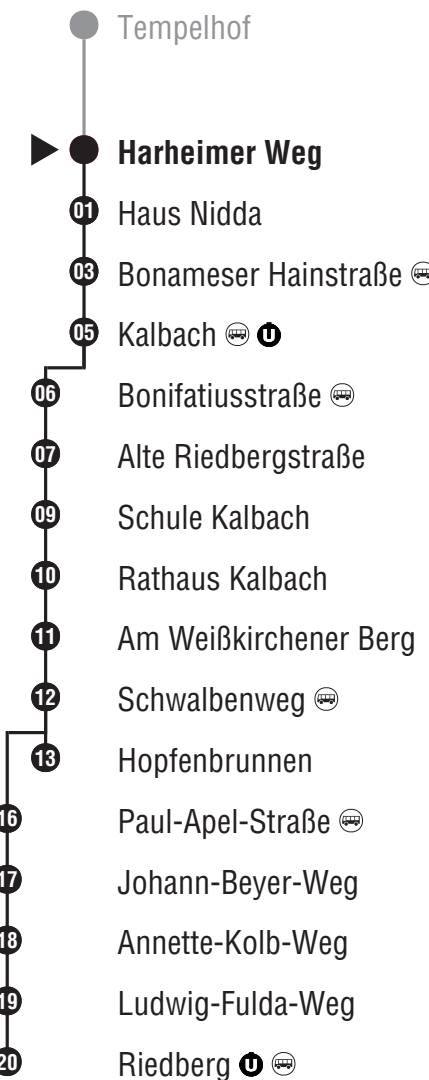 Tempelhof
Harheimer Weg
01 Haus Nidda
03 Bonameser Hainstraße
05 Kalbach U
06 Bonifatiusstraße
07 Alte Riedbergstraße
09 Schule Kalbach
10 Rathaus Kalbach
11 Am Weißkirchener Berg
12 Schwalbenweg
13 Hopfenbrunnen
16 Paul-Apel-Straße
17 Johann-Beyer-Weg
18 Annette-Kolb-Weg
19 Ludwig-Fulda-Weg
20 Riedberg U